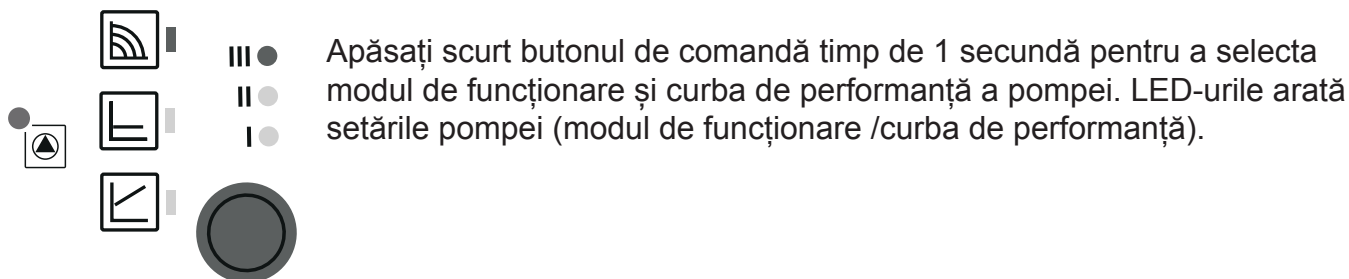 III
II
I
Apăsați scurt butonul de comandă timp de 1 secundă pentru a selecta
modul de funcționare și curba de performanță a pompei. LED-urile arată
setările pompei (modul de funcționare /curba de performanță).